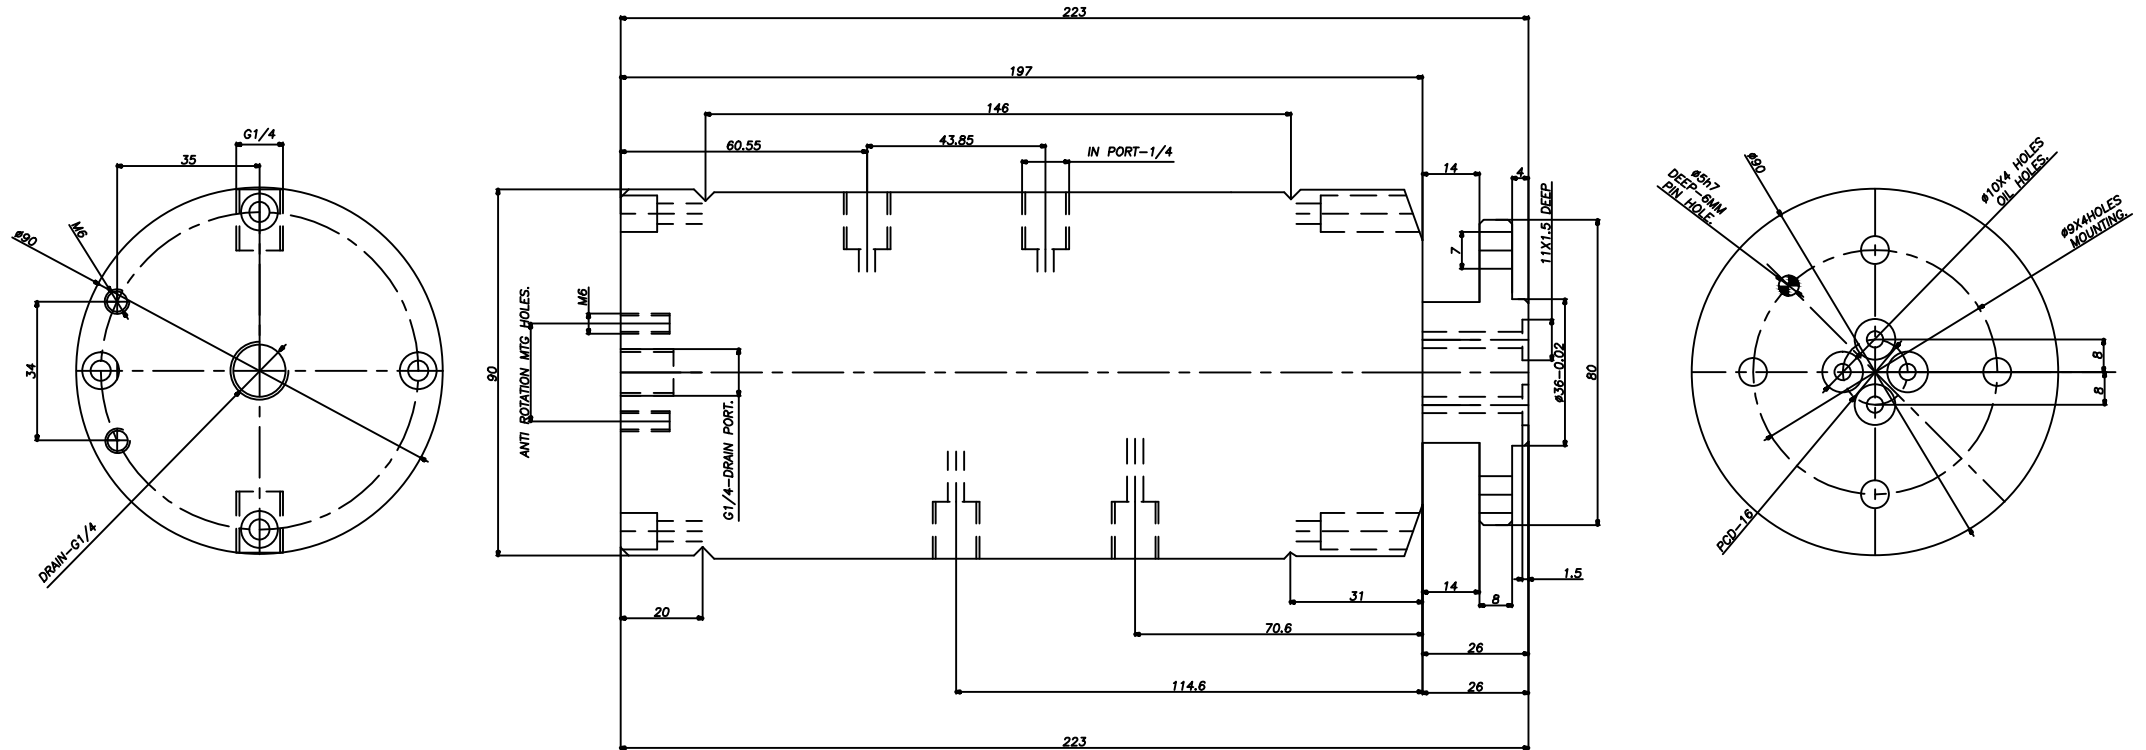 G1/4
35
M6
ø90
34
DRAIN-G1/4
223
197
146
60.55
43.85
IN PORT-1/4
14
4
11X1.5 DEEP
7
M6
ANTI ROTATION MTG HOLES.
90
G1/4-DRAIN PORT.
ø36-0.02
80
1.5
14
8
31
20
70.6
26
114.6
26
223
ø5h7
DEEP-6MM
PIN HOLE.
ø90
ø10X4 HOLES
OIL HOLES.
ø9X4HOLES
MOUNTING.
8
8
PCD-16